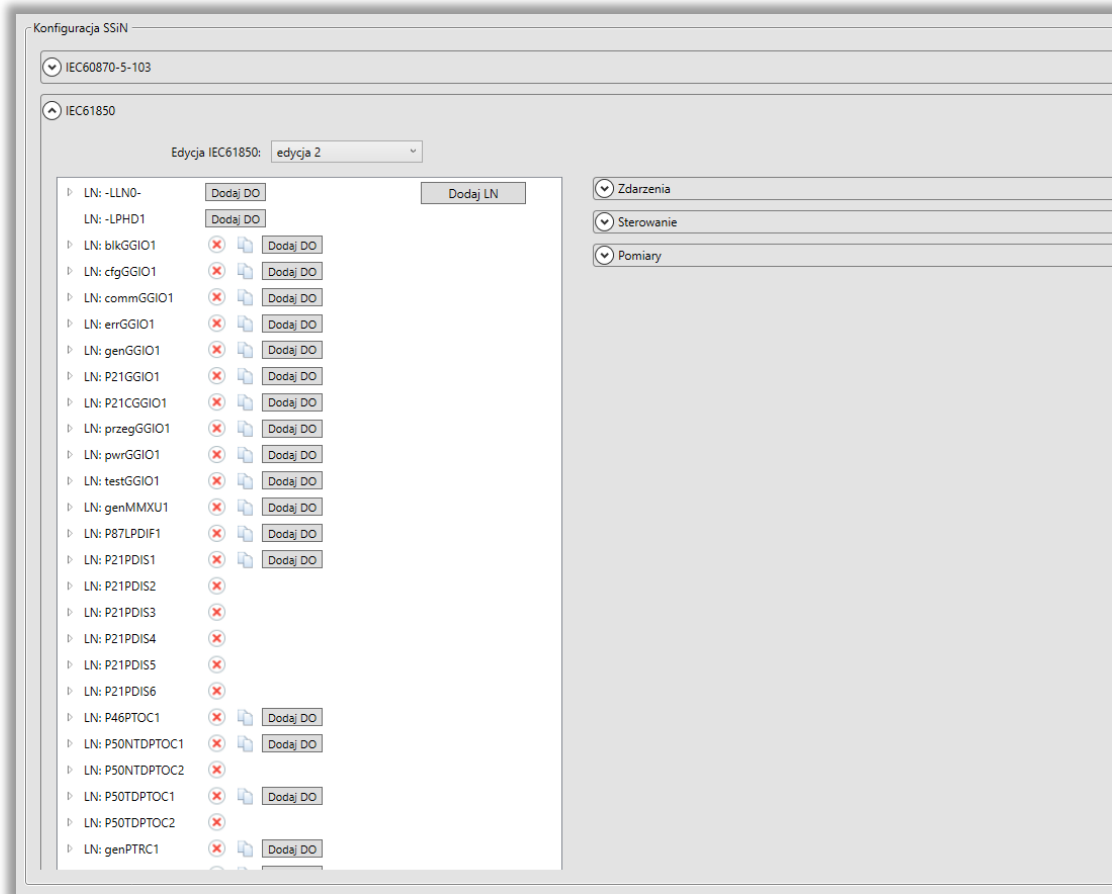 Konfiguracja SSiN
IEC60870-5-103
IEC61850
Edycja IEC61850: edycja 2
LN: -LLN0- Dodaj DO Dodaj LN
LN: -LPHD1 Dodaj DO
LN: blkGGIO1 Dodaj DO
LN: cfgGGIO1 Dodaj DO
LN: commGGIO1 Dodaj DO
LN: errGGIO1 Dodaj DO
LN: genGGIO1 Dodaj DO
LN: P21GGIO1 Dodaj DO
LN: P21CGGIO1 Dodaj DO
LN: przegGGIO1 Dodaj DO
LN: pwrGGIO1 Dodaj DO
LN: testGGIO1 Dodaj DO
LN: genMMXU1 Dodaj DO
LN: P87LPDIF1 Dodaj DO
LN: P21PDIS1 Dodaj DO
LN: P21PDIS2
LN: P21PDIS3
LN: P21PDIS4
LN: P21PDIS5
LN: P21PDIS6
LN: P46PTOC1 Dodaj DO
LN: P50NTDPTOC1 Dodaj DO
LN: P50NTDPTOC2
LN: P50TDPTOC1 Dodaj DO
LN: P50TDPTOC2
LN: genPTRC1 Dodaj DO
Zdarzenia
Sterowanie
Pomiary